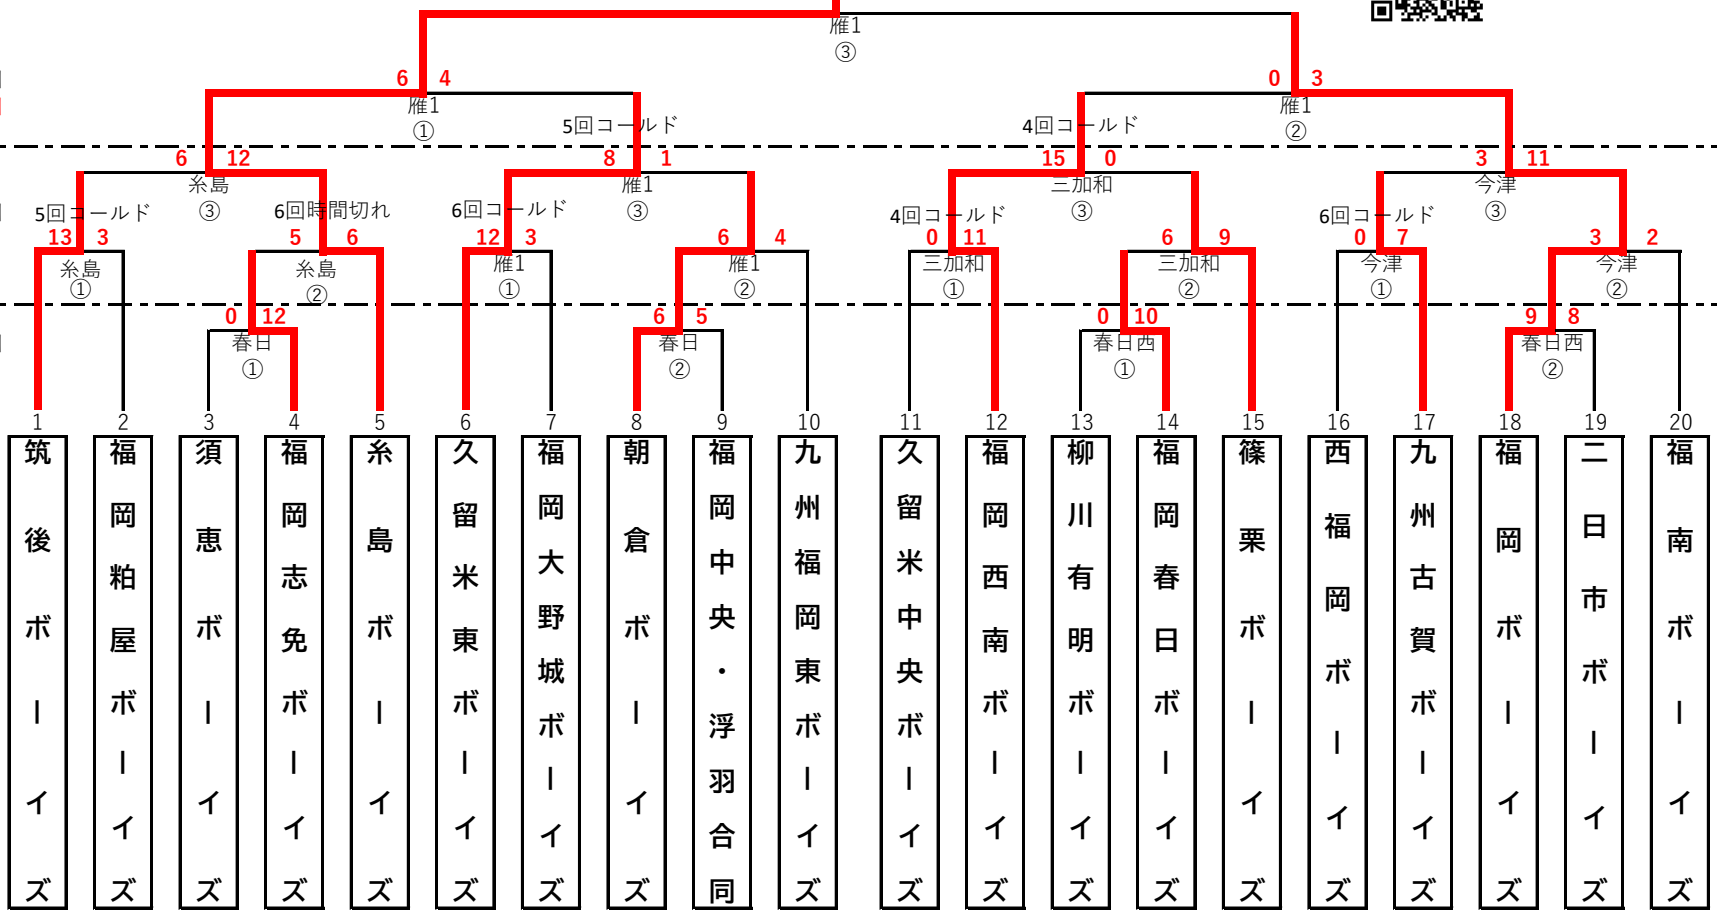 雁1
③
6 4
0 3
雁1
①
雁1
②
5回コールド
4回コールド
6 12
8 1
15 0
3 11
糸島
③
雁1
③
三加和
③
今津
③
5回コールド
6回時間切れ
6回コールド
4回コールド
6回コールド
13 3
5 6
12 3
6 4
0 11
6 9
0 7
3 2
糸島
①
糸島
②
雁1
①
雁1
②
三加和
①
三加和
②
今津
①
今津
②
0 12
6 5
0 10
9 8
春日
①
春日
②
春日西
①
春日西
②
1 2 3 4 5 6 7 8 9 10 11 12 13 14 15 16 17 18 19 20
筑後ボーイズ
福岡粕屋ボーイズ
須恵ボーイズ
福岡志免ボーイズ
糸島ボーイズ
久留米東ボーイズ
福岡大野城ボーイズ
朝倉ボーイズ
福岡中央・浮羽合同
九州福岡東ボーイズ
久留米中央ボーイズ
福岡西南ボーイズ
柳川有明ボーイズ
福岡春日ボーイズ
篠栗ボーイズ
西福岡ボーイズ
九州古賀ボーイズ
福岡ボーイズ
二日市ボーイズ
福南ボーイズ